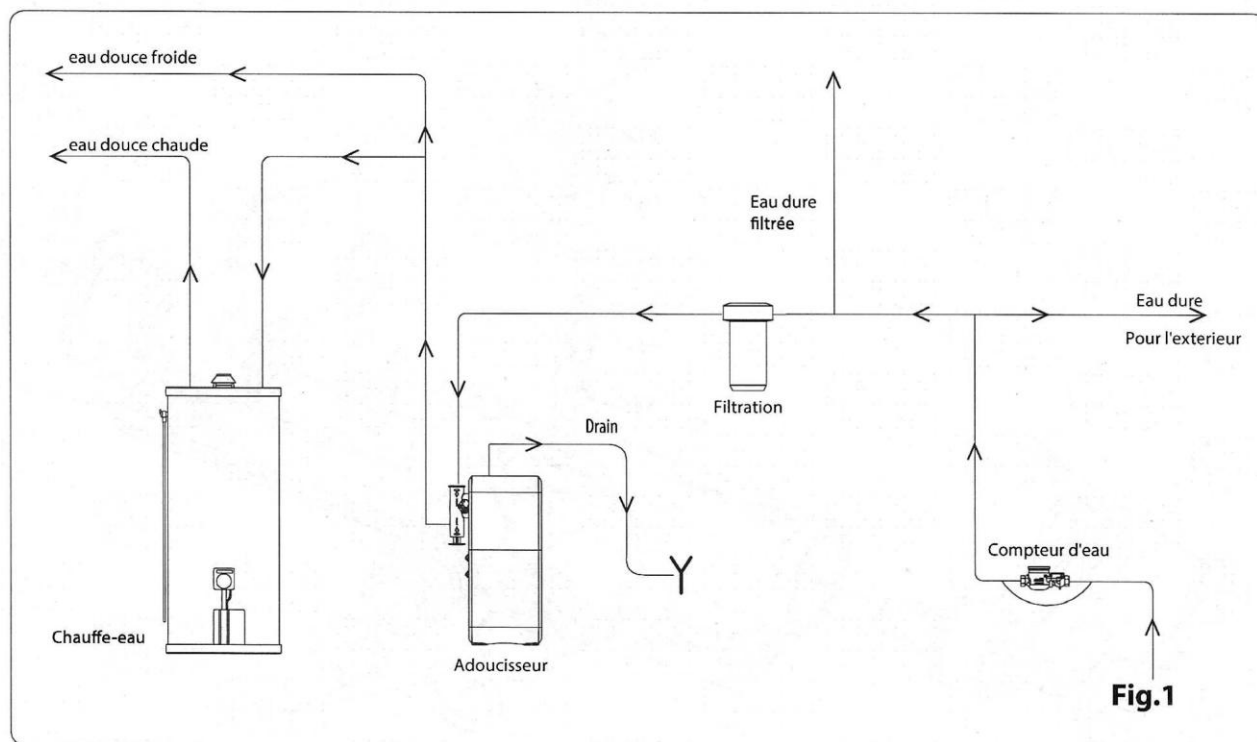 eau douce froide
eau douce chaude
Eau dure
filtrée
Eau dure
Pour l'exterieur
Filtration
Drain
Compteur d'eau
Chauffe-eau
Adoucisseur
Fig.1